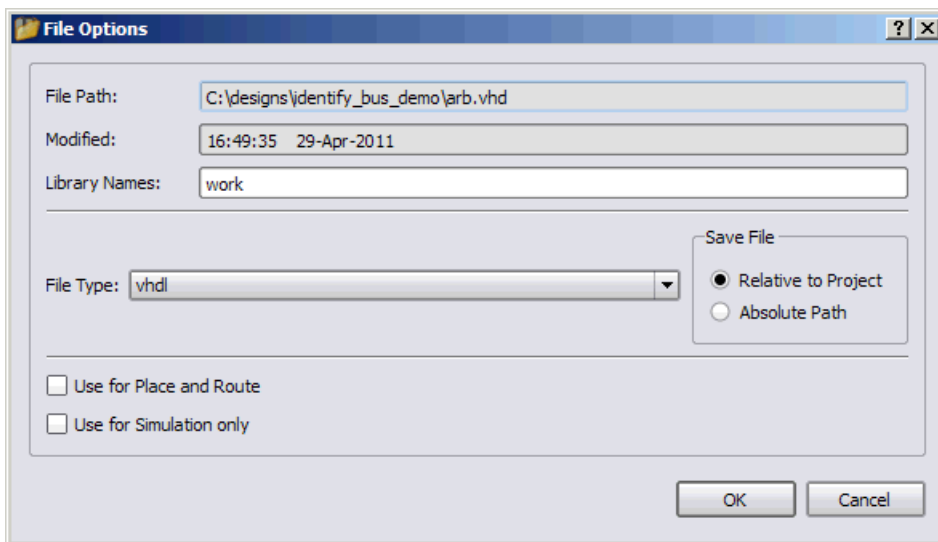 File Options
File Path: C:\designs\identify_bus_demo\arb.vhd
Modified: 16:49:35 29-Apr-2011
Library Names: work
Save File
File Type: vhdl
Relative to Project
Absolute Path
Use for Place and Route
Use for Simulation only
OK Cancel